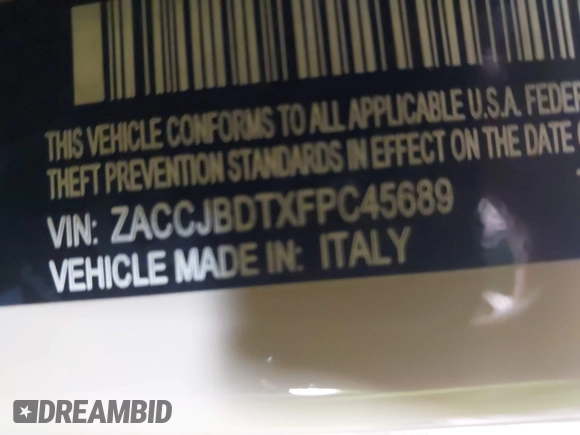 THIS VEHICLE CONFORMS TO ALL APPLICABLE U.S.A. FEDER
THEFT PREVENTION STANDARDS IN EFFECT ON THE DATE
VIN: ZACCJBDTXFPC45689
VEHICLE MADE IN: ITALY
DREAMBID